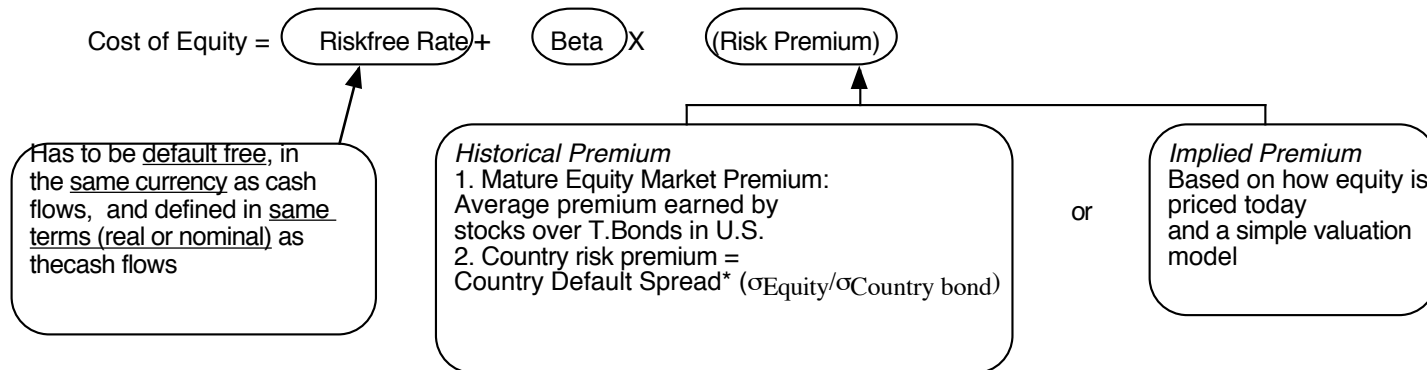 Cost of Equity = Riskfree Rate + Beta X (Risk Premium)
Has to be default free, in
the same currency as cash
flows, and defined in same
terms (real or nominal) as
thecash flows
Historical Premium
1. Mature Equity Market Premium:
Average premium earned by
stocks over T.Bonds in U.S.
2. Country risk premium =
Country Default Spread* (σEquity/σCountry bond)
or
Implied Premium
Based on how equity is
priced today
and a simple valuation
model